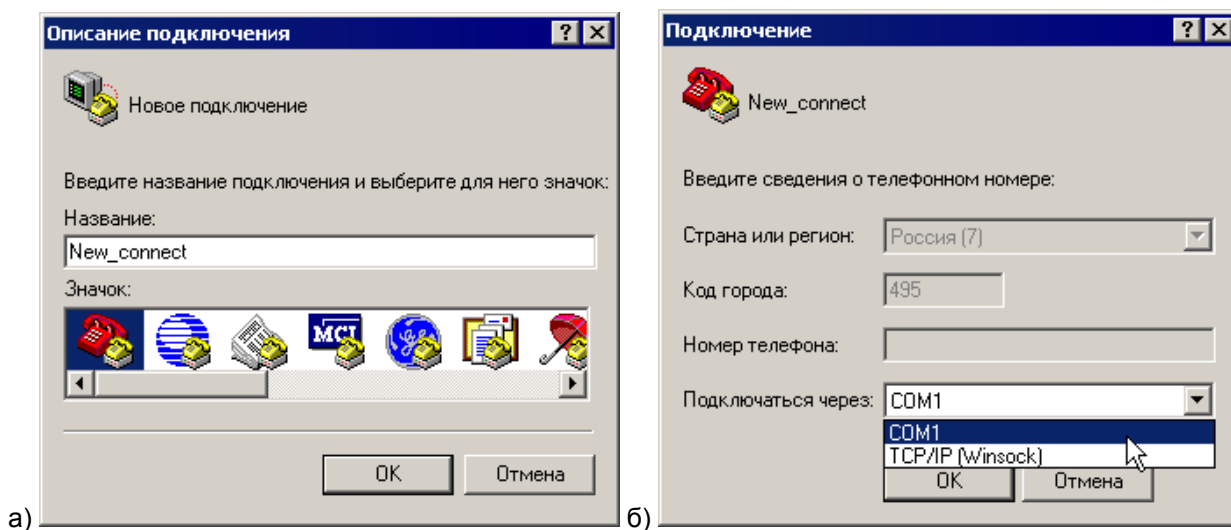 Описание подключения
Новое подключение
Введите название подключения и выберите для него значок:
Название:
New_connect
Значок:
MCI
OK
Отмена
а)
Подключение
New_connect
Введите сведения о телефонном номере:
Страна или регион:
Россия (7)
Код города:
495
Номер телефона:
Подключаться через:
COM1
COM1
TCP/IP (Winsock)
OK
Отмена
б)